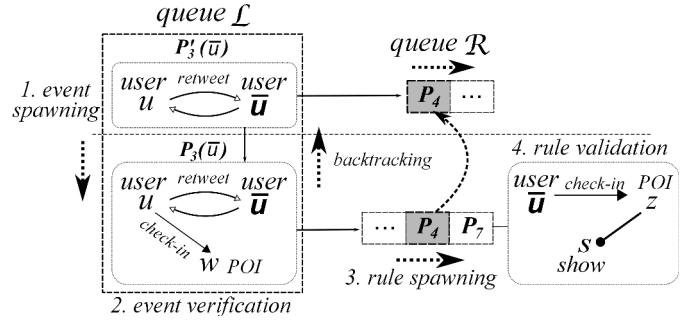 queue L
queue R
P′3(u̅)
1. event
spawning
user retweet user
u u̅
P4 ...
P3(u̅)
backtracking
4. rule validation
user retweet user
u u̅
check-in
w POI
... P4 P7
user check-in POI
u̅ z
s
show
3. rule spawning
2. event verification